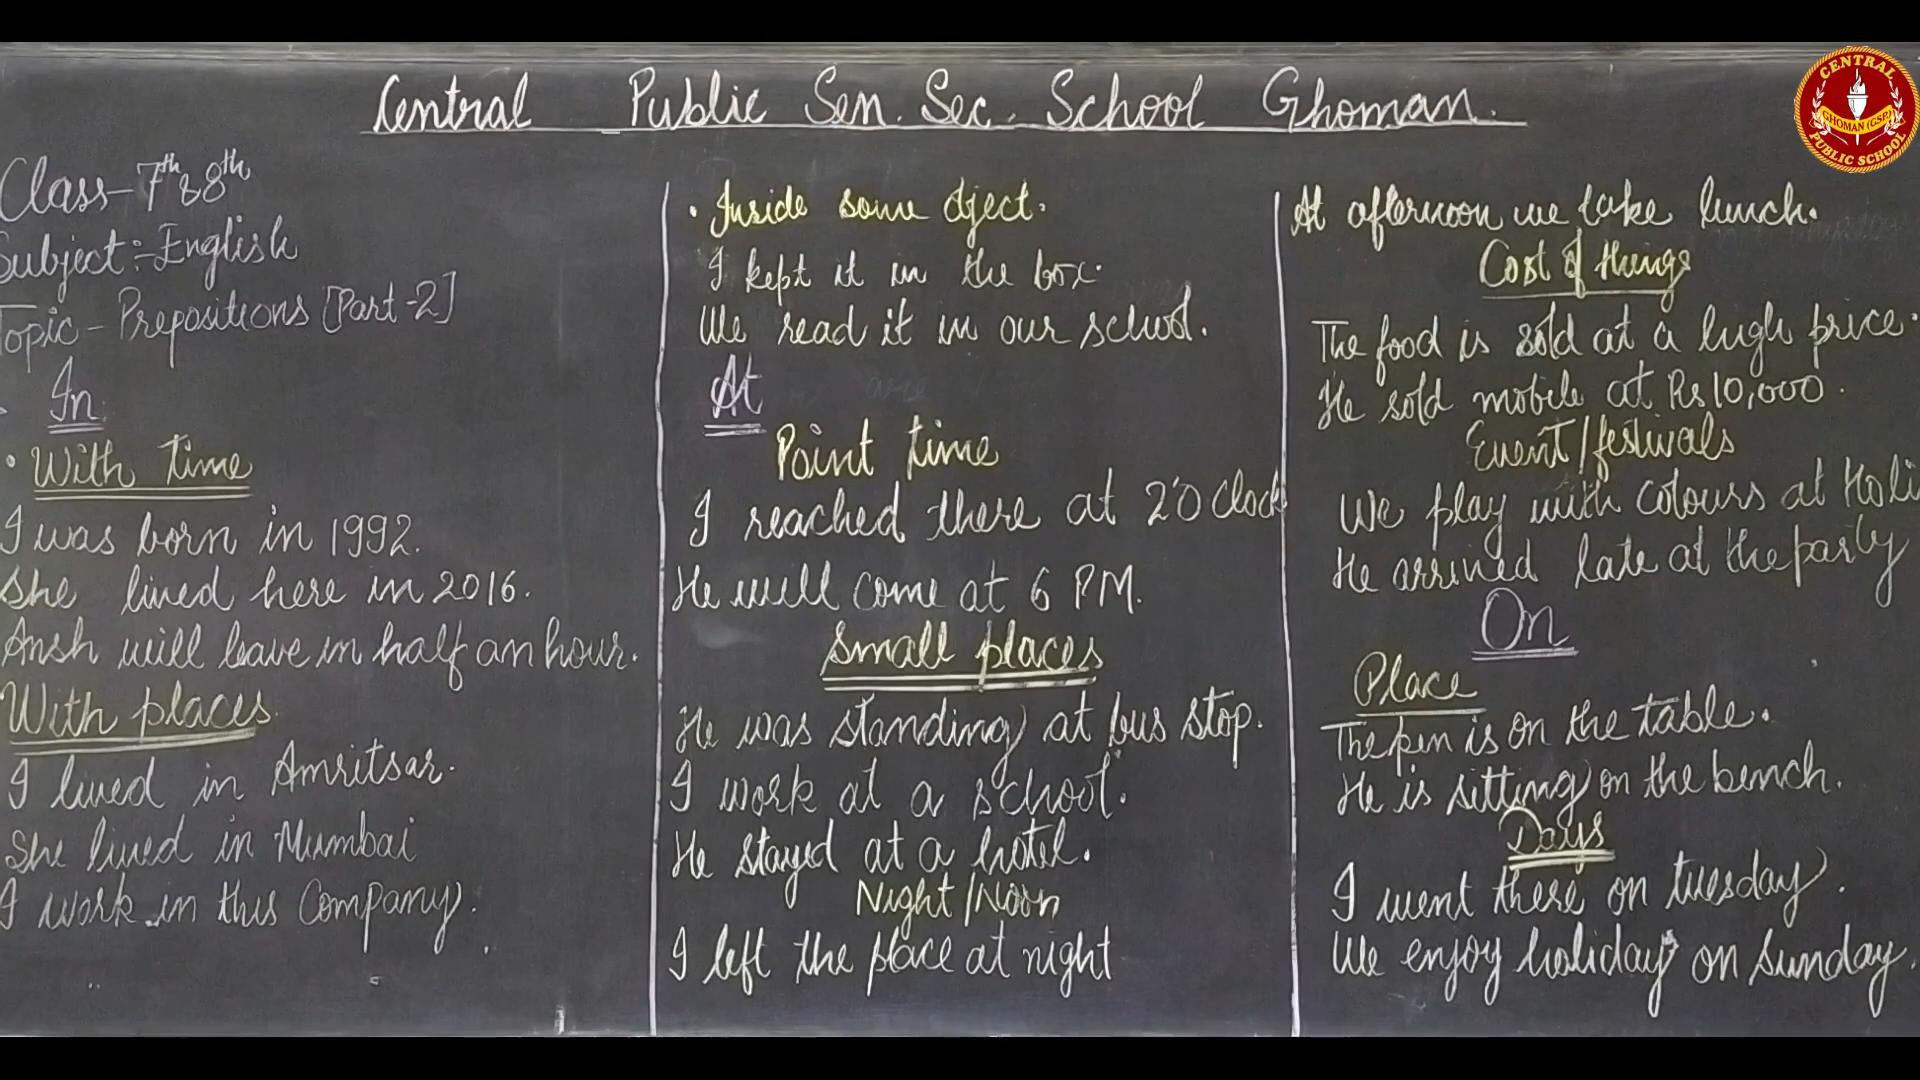 Central Public Sen. Sec. School Ghoman.
CENTRAL
GHOMAN (GSP)
PUBLIC SCHOOL
Class-7th & 8th
Subject:-English
Topic - Prepositions [Part-2]
In
• With time
I was born in 1992.
She lived here in 2016.
Ansh will leave in half an hour.
With places
I lived in Amritsar.
She lived in Mumbai
I work in this Company.
• Inside some oject.
I kept it in the box.
We read it in our school.
At
Point time
I reached there at 2'O Clock
He will come at 6 PM.
Small places
He was standing at bus stop.
I work at a school.
He stayed at a hotel.
Night/Noon
I left the place at night
At afternoon we take lunch.
Cost of things
The food is sold at a high price.
He sold mobile at Rs 10,000.
Event/festivals
We play with colours at Holi
He arrived late at the party
On
Place
The pen is on the table.
He is sitting on the bench.
Days
I went there on tuesday.
We enjoy holiday on Sunday.